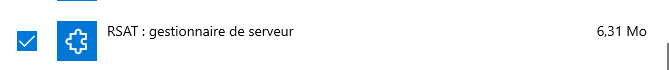 RSAT : gestionnaire de serveur 6,31 Mo